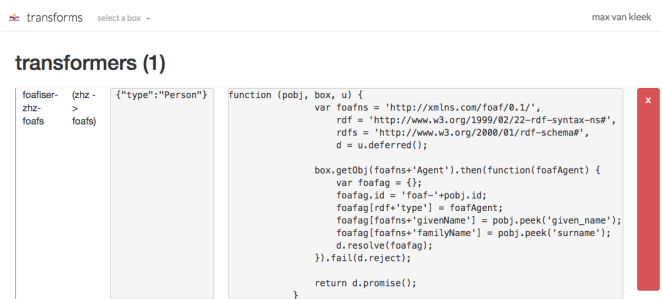 transforms select a box max van kleek
transformers (1)
foafiser-zhz-foafs
(zhz -> foafs)
{"type":"Person"}
function (pobj, box, u) {
var foafns = 'http://xmlns.com/foaf/0.1/',
rdf = 'http://www.w3.org/1999/02/22-rdf-syntax-ns#',
rdfs = 'http://www.w3.org/2000/01/rdf-schema#',
d = u.deferred();
box.getObj(foafns+'Agent').then(function(foafAgent) {
var foafag = {};
foafag.id = 'foaf-'+pobj.id;
foafag[rdf+'type'] = foafAgent;
foafag[foafns+'givenName'] = pobj.peek('given_name');
foafag[foafns+'familyName'] = pobj.peek('surname');
d.resolve(foafag);
}).fail(d.reject);
return d.promise();
}
x